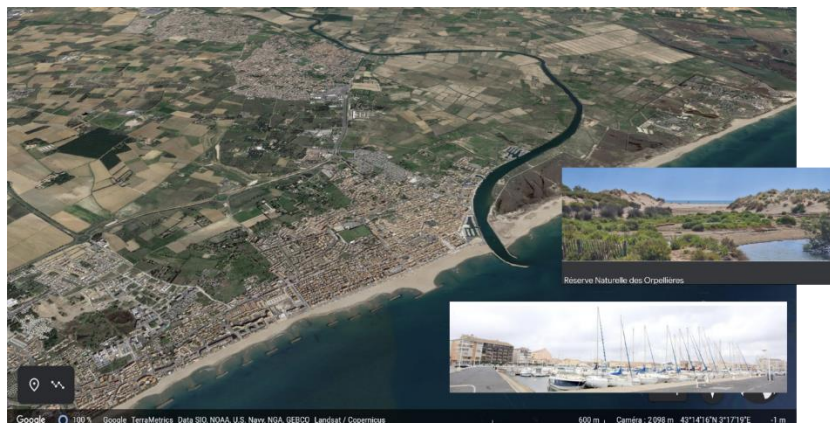 Réserve Naturelle des Orpellières
Google 100 % Google TerraMetrics Data SIO, NOAA, U.S. Navy, NGA, GEBCO Landsat / Copernicus 600 m Caméra : 2 098 m 43°14'16"N 3°17'19"E -1 m